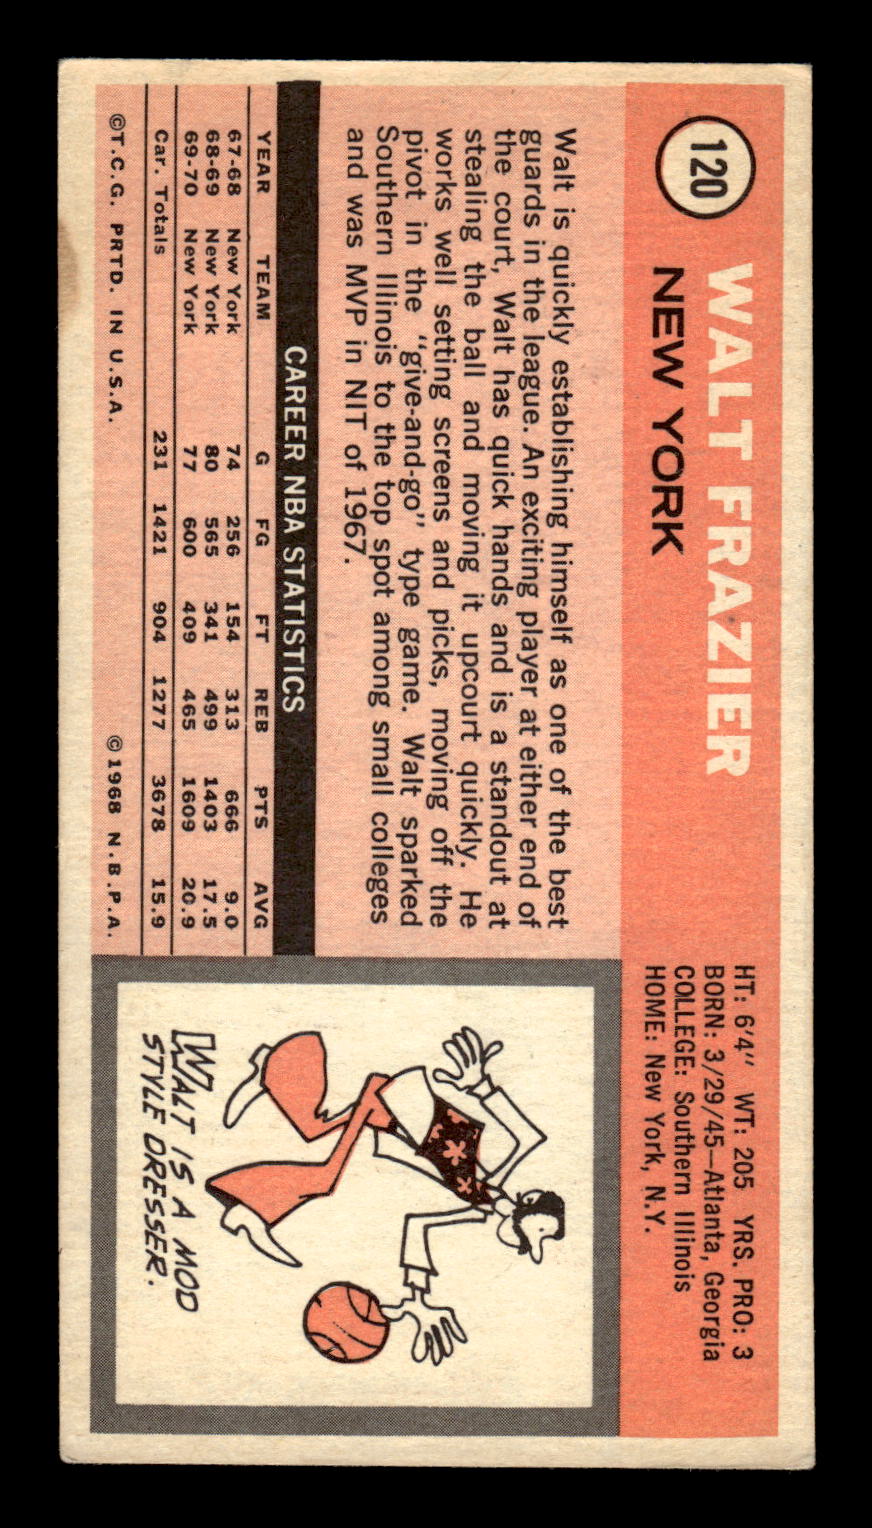 120
WALT FRAZIER
NEW YORK
HT: 6'4" WT: 205 YRS. PRO: 3
BORN: 3/29/45—Atlanta, Georgia
COLLEGE: Southern Illinois
HOME: New York, N.Y.
Walt is quickly establishing himself as one of the best
guards in the league. An exciting player at either end of
the court, Walt has quick hands and is a standout at
stealing the ball and moving it upcourt quickly. He
works well setting screens and picks, moving off the
pivot in the "give-and-go" type game. Walt sparked
Southern Illinois to the top spot among small colleges
and was MVP in NIT of 1967.
CAREER NBA STATISTICS
YEAR TEAM G FG FT REB PTS AVG
67-68 New York 74 256 154 313 666 9.0
68-69 New York 80 565 341 499 1403 17.5
69-70 New York 77 600 409 465 1609 20.9
Car. Totals 231 1421 904 1277 3678 15.9
©T.C.G. PRTD. IN U.S.A. ©1968 N.B.P.A.
WALT IS A MOD
STYLE DRESSER.